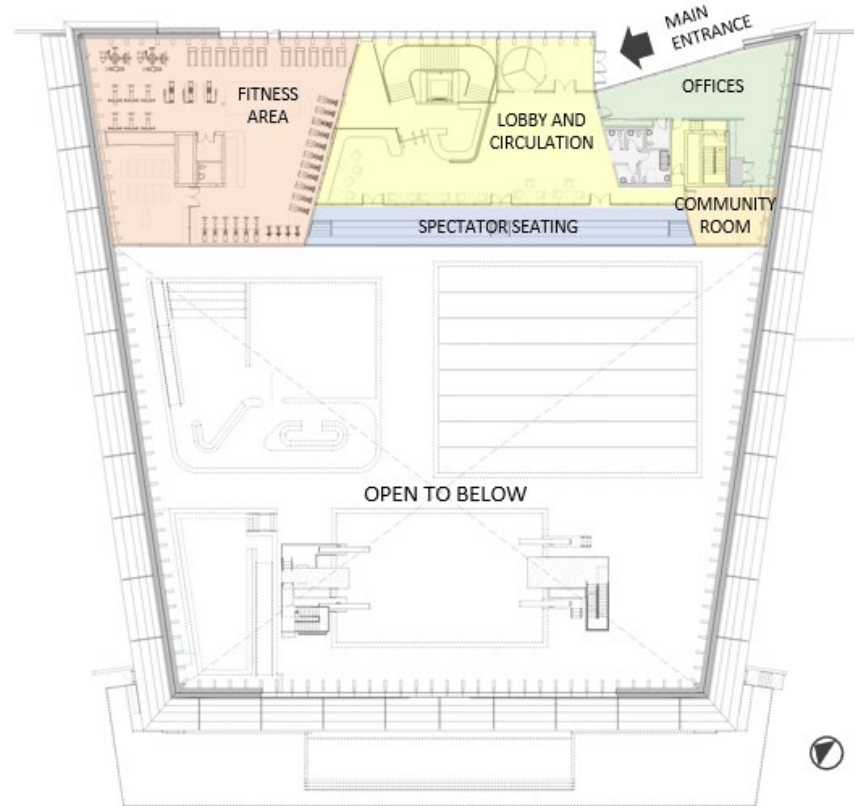 MAIN
ENTRANCE
OFFICES
FITNESS
AREA
LOBBY AND
CIRCULATION
COMMUNITY
ROOM
SPECTATOR SEATING
OPEN TO BELOW